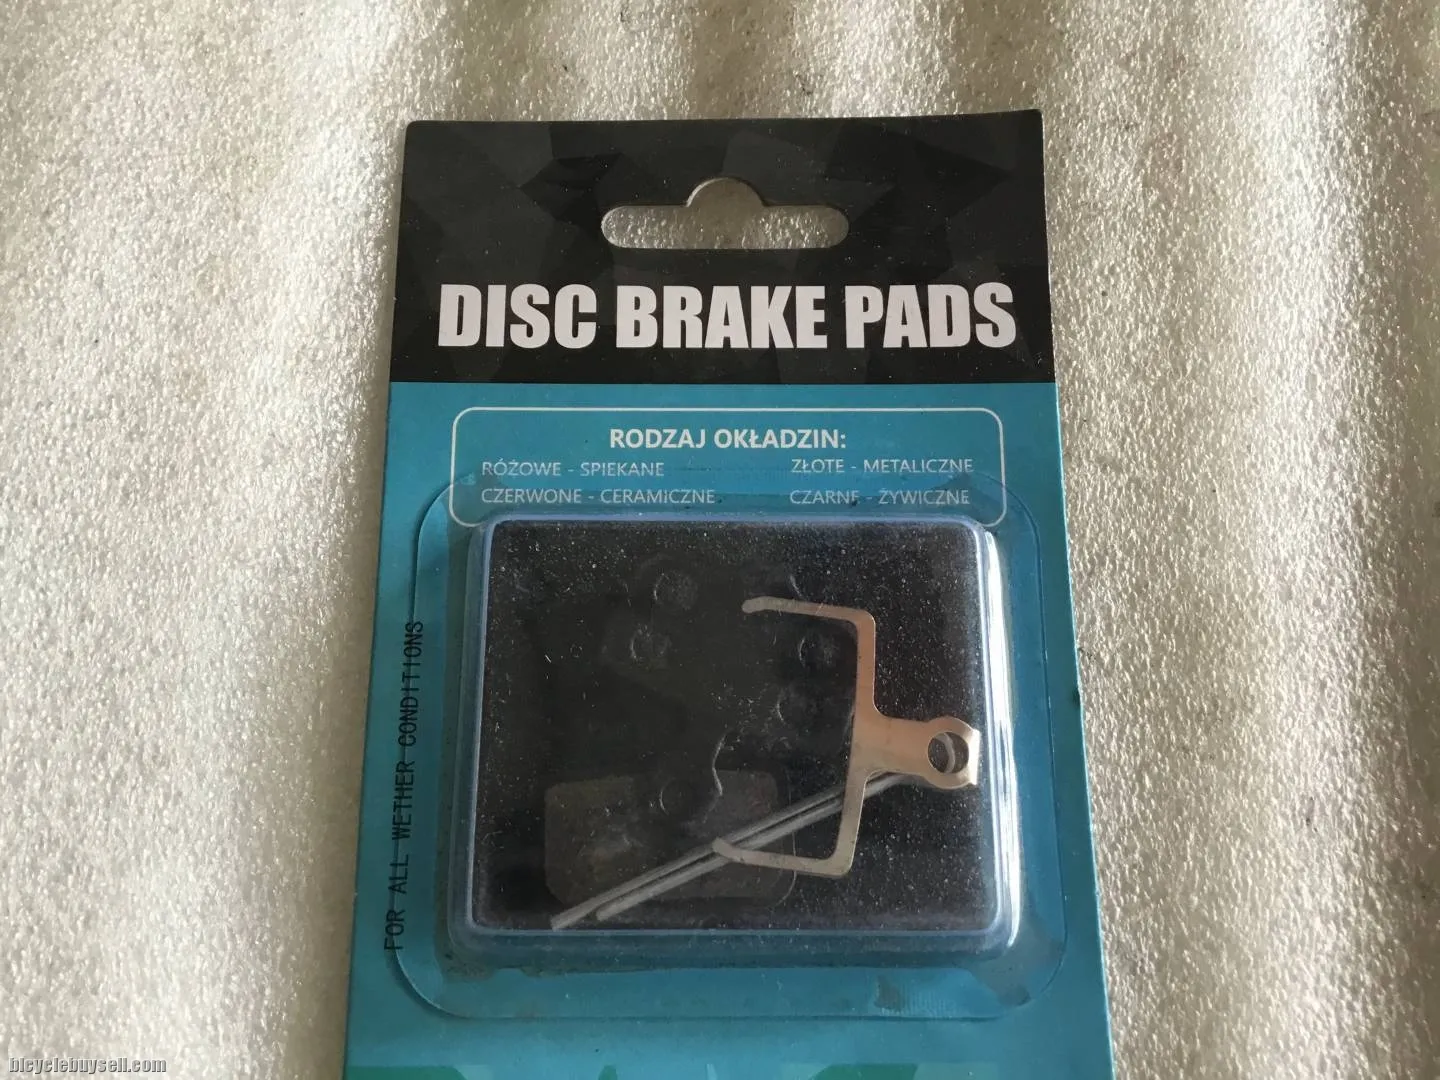 DISC BRAKE PADS
RODZAJ OKŁADZIN:
RÓŻOWE - SPIEKANE
ZŁOTE - METALICZNE
CZERWONE - CERAMICZNE
CZARNE - ŻYWICZNE
FOR ALL WETHER CONDITIONS
bicyclebuysell.com